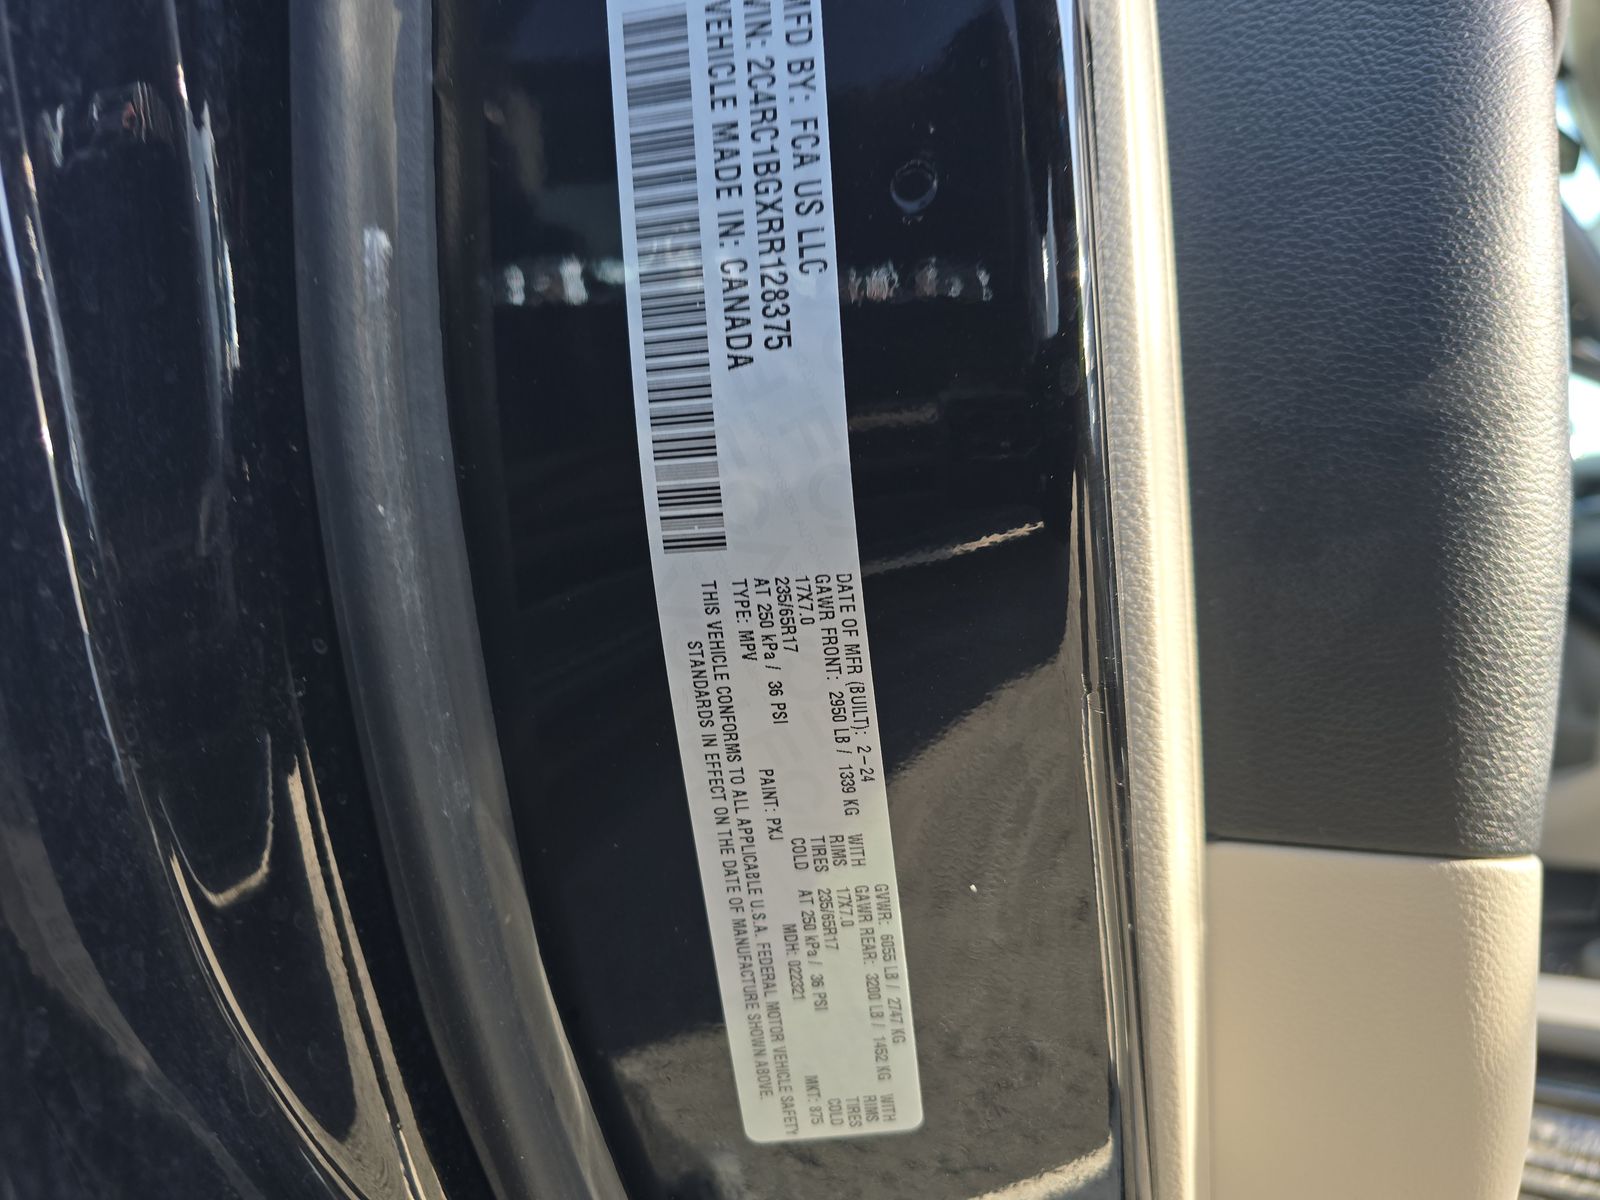 MFD BY: FCA US LLC
VIN: 2C4RC1BGXRR128375
VEHICLE MADE IN: CANADA
DATE OF MFR (BUILT): 2-24
GVWR: 6055 LB / 2747 KG
GAWR FRONT: 2950 LB / 1339 KG WITH
GAWR REAR: 3200 LB / 1452 KG WITH
17X7.0 RIMS
17X7.0 RIMS
235/65R17 TIRES
235/65R17 TIRES
AT 250 kPa / 36 PSI COLD
AT 250 kPa / 36 PSI COLD
TYPE: MPV PAINT: PXJ MDH: 022321 MKT: 875
THIS VEHICLE CONFORMS TO ALL APPLICABLE U.S.A. FEDERAL MOTOR VEHICLE SAFETY
STANDARDS IN EFFECT ON THE DATE OF MANUFACTURE SHOWN ABOVE.